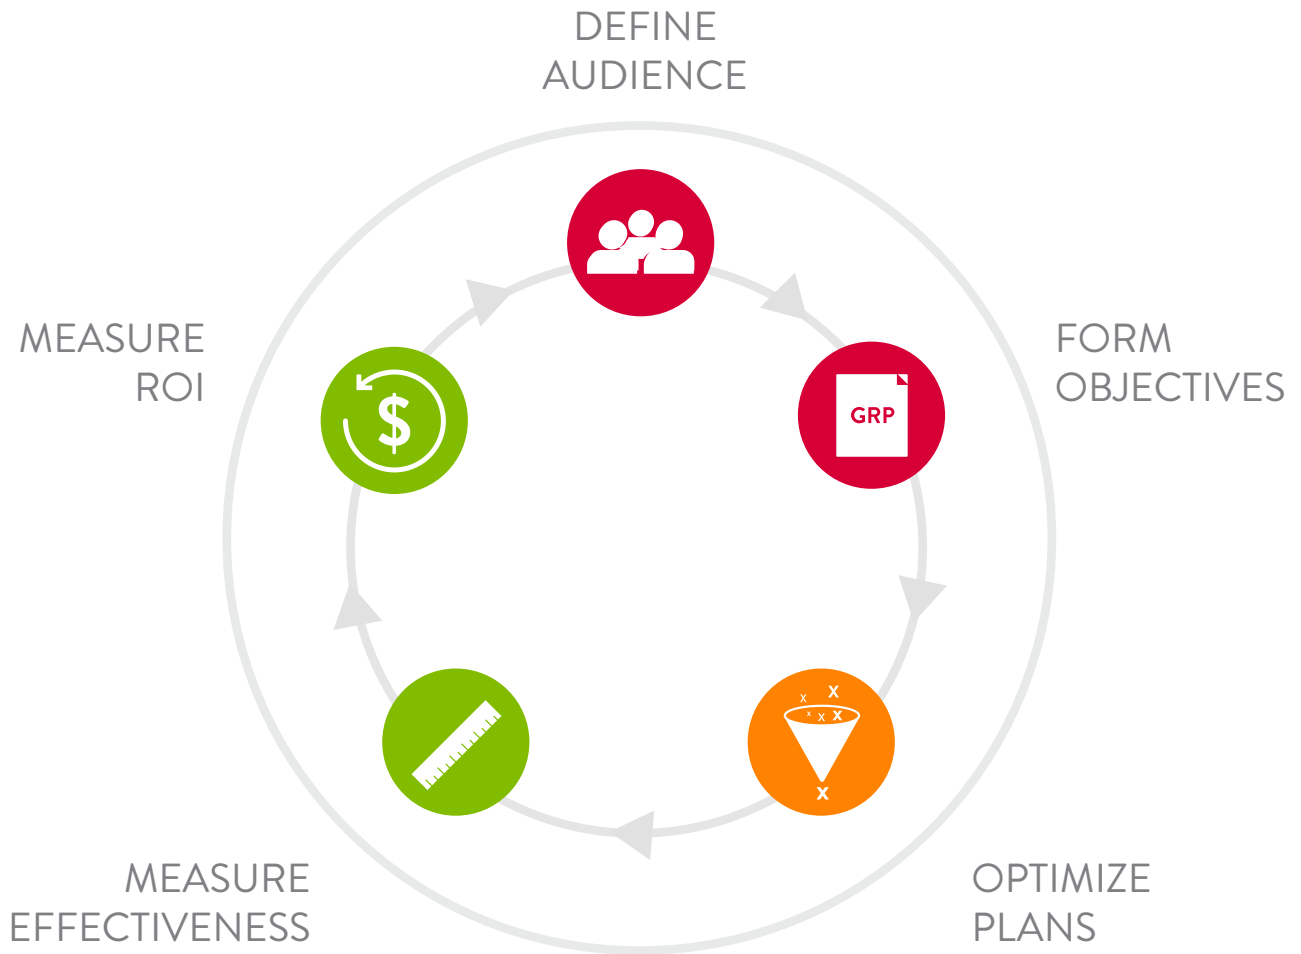 DEFINE
AUDIENCE
MEASURE
ROI
$
FORM
OBJECTIVES
GRP
x X
x x X
X
MEASURE
EFFECTIVENESS
OPTIMIZE
PLANS